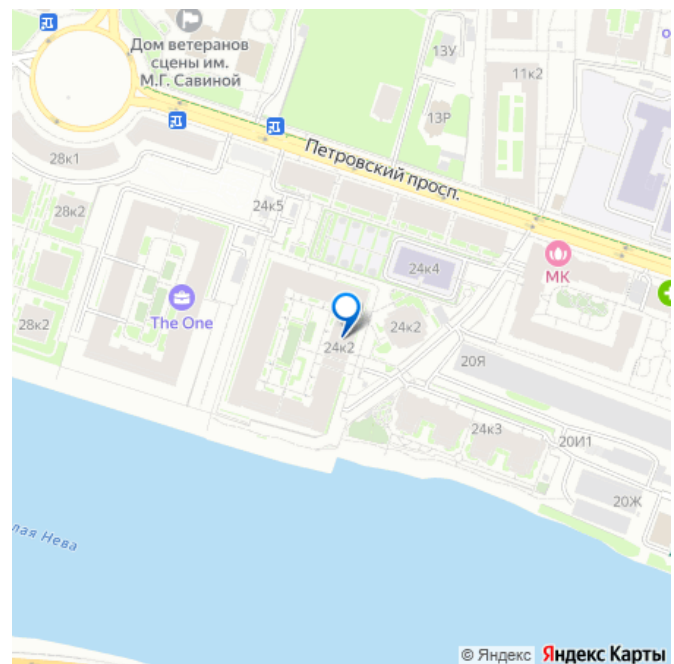 Дом ветеранов
сцены им.
М.Г. Савиной
13У
11к2
13Р
Петровский просп.
28к1
28к2
24к5
24к4
МК
28к2
The One
24к2
24к2
20Я
24к3
20И1
20Ж
лая Нева
© Яндекс Яндекс Карты